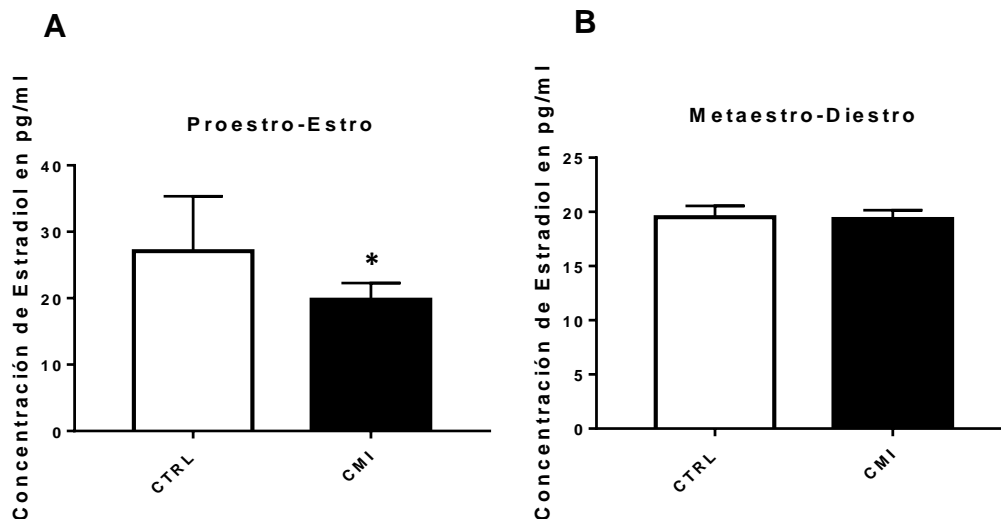 A
Proestro-Estro
Concentración de Estradiol en pg/ml
40
30
20
10
0
*
CTRL
CMI
B
Metaestro-Diestro
Concentración de Estradiol en pg/ml
25
20
15
10
5
0
CTRL
CMI